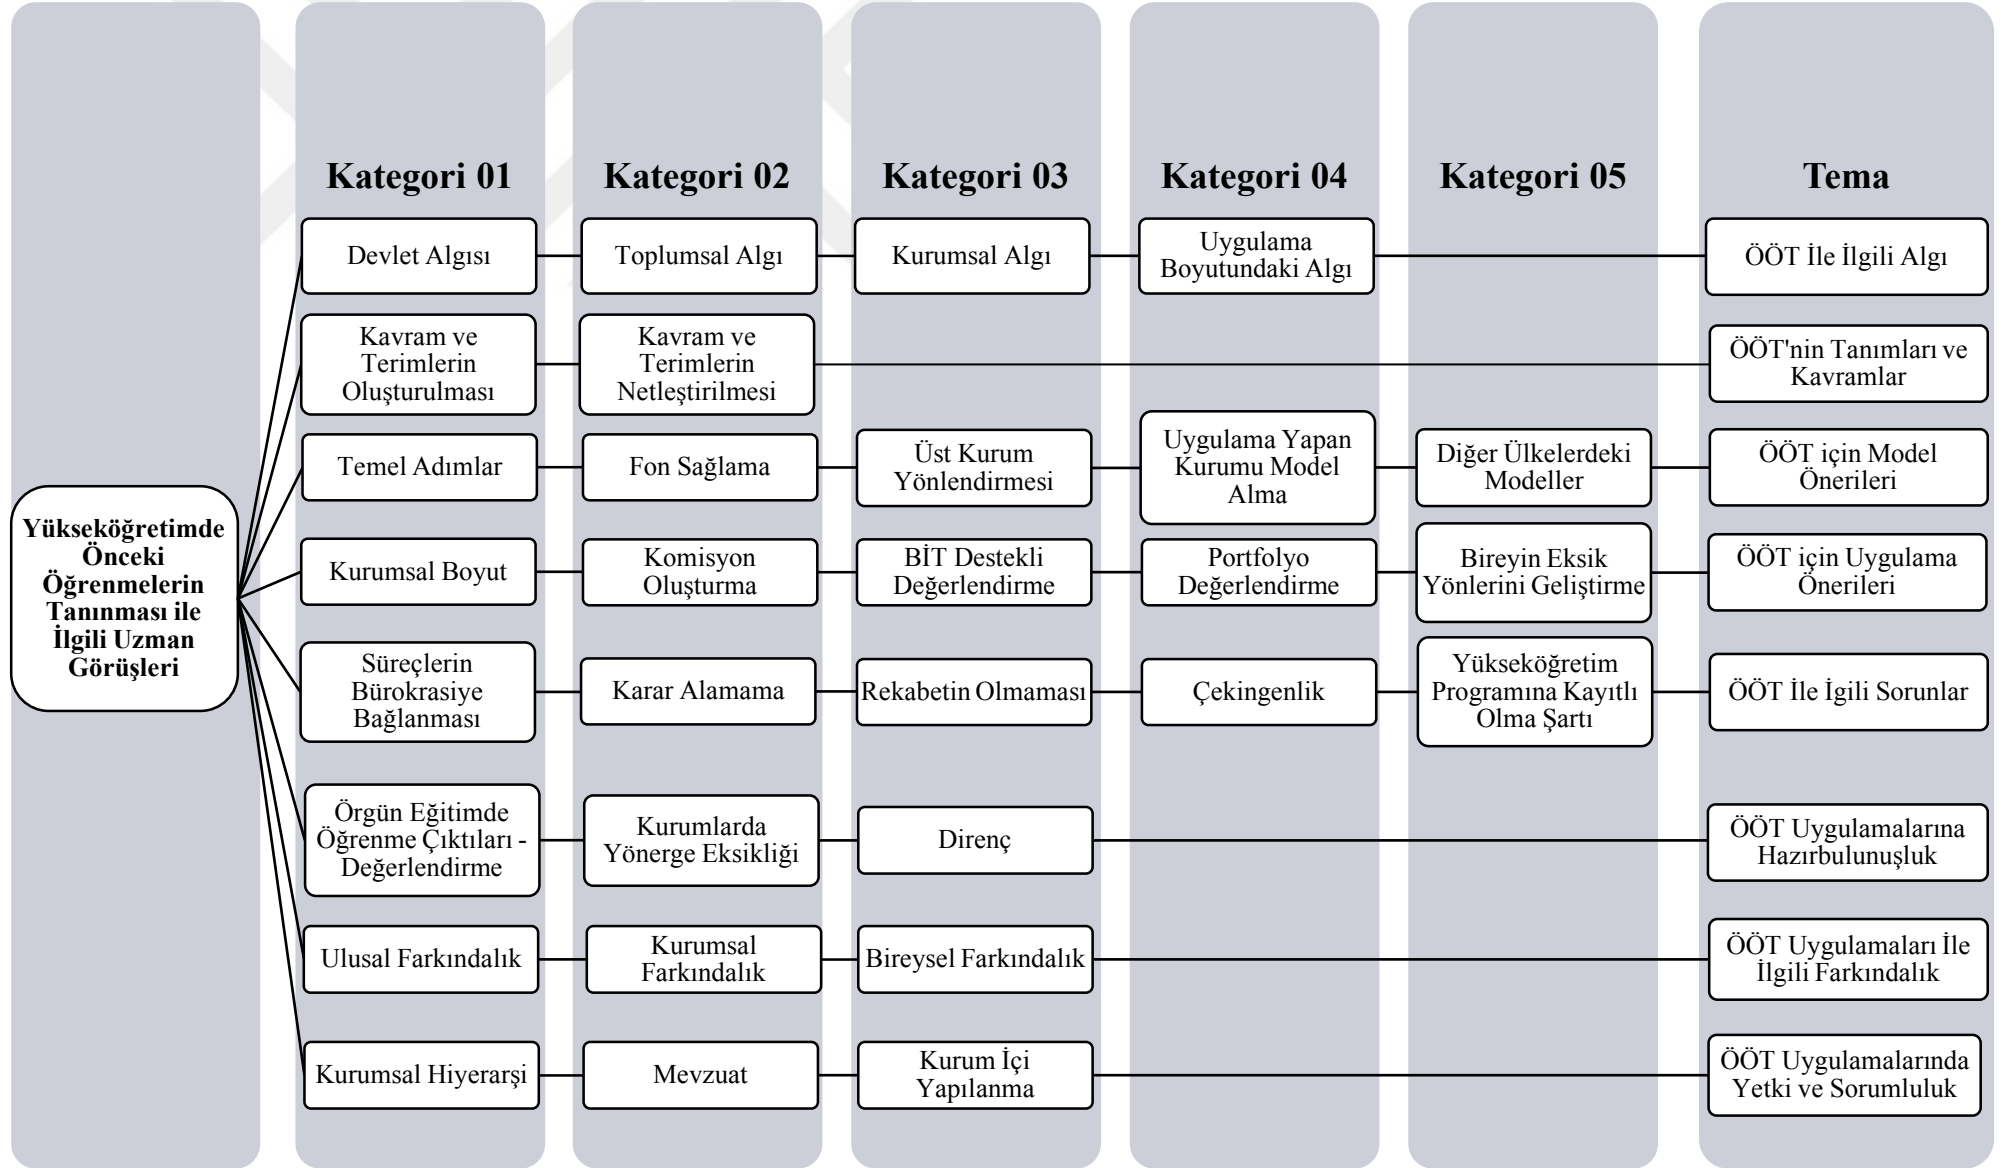 Kategori 01
Kategori 02
Kategori 03
Kategori 04
Kategori 05
Tema
Yükseköğretimde
Önceki
Öğrenmelerin
Tanınması ile
İlgili Uzman
Görüşleri
Devlet Algısı
Toplumsal Algı
Kurumsal Algı
Uygulama
Boyutundaki Algı
ÖÖT İle İlgili Algı
Kavram ve
Terimlerin
Oluşturulması
Kavram ve
Terimlerin
Netleştirilmesi
ÖÖT'nin Tanımları ve
Kavramlar
Temel Adımlar
Fon Sağlama
Üst Kurum
Yönlendirmesi
Uygulama Yapan
Kurumu Model
Alma
Diğer Ülkelerdeki
Modeller
ÖÖT için Model
Önerileri
Kurumsal Boyut
Komisyon
Oluşturma
BİT Destekli
Değerlendirme
Portfolyo
Değerlendirme
Bireyin Eksik
Yönlerini Geliştirme
ÖÖT için Uygulama
Önerileri
Süreçlerin
Bürokrasiye
Bağlanması
Karar Alamama
Rekabetin Olmaması
Çekingenlik
Yükseköğretim
Programına Kayıtlı
Olma Şartı
ÖÖT İle İgili Sorunlar
Örgün Eğitimde
Öğrenme Çıktıları -
Değerlendirme
Kurumlarda
Yönerge Eksikliği
Direnç
ÖÖT Uygulamalarına
Hazırbulunuşluk
Ulusal Farkındalık
Kurumsal
Farkındalık
Bireysel Farkındalık
ÖÖT Uygulamaları İle
İlgili Farkındalık
Kurumsal Hiyerarşi
Mevzuat
Kurum İçi
Yapılanma
ÖÖT Uygulamalarında
Yetki ve Sorumluluk